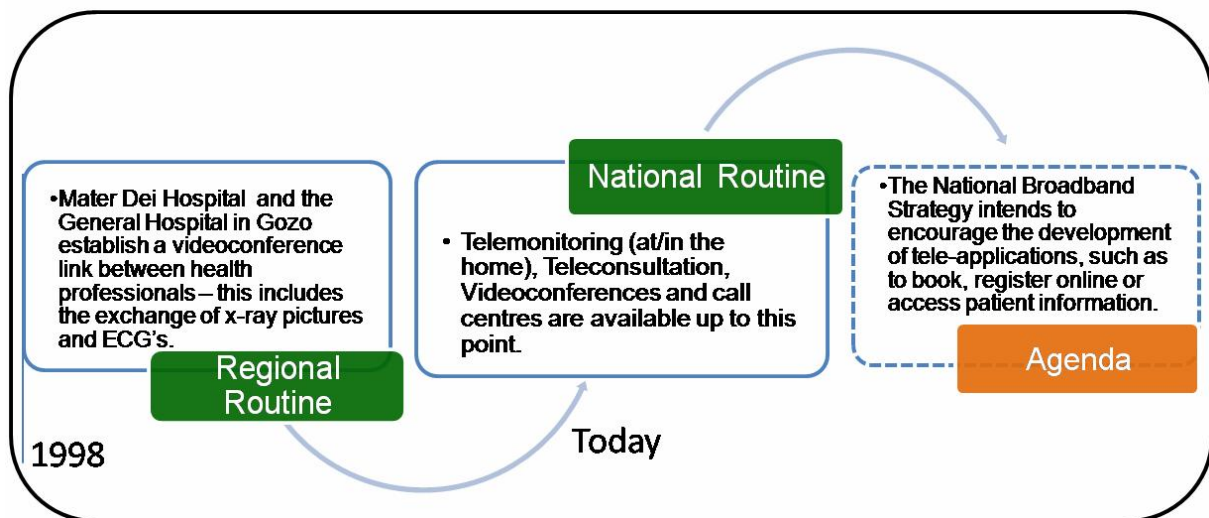 •Mater Dei Hospital and the
General Hospital in Gozo
establish a videoconference
link between health
professionals – this includes
the exchange of x-ray pictures
and ECG's.
Regional
Routine
1998
National Routine
• Telemonitoring (at/in the
home), Teleconsultation,
Videoconferences and call
centres are available up to this
point.
Today
•The National Broadband
Strategy intends to
encourage the development
of tele-applications, such as
to book, register online or
access patient information.
Agenda